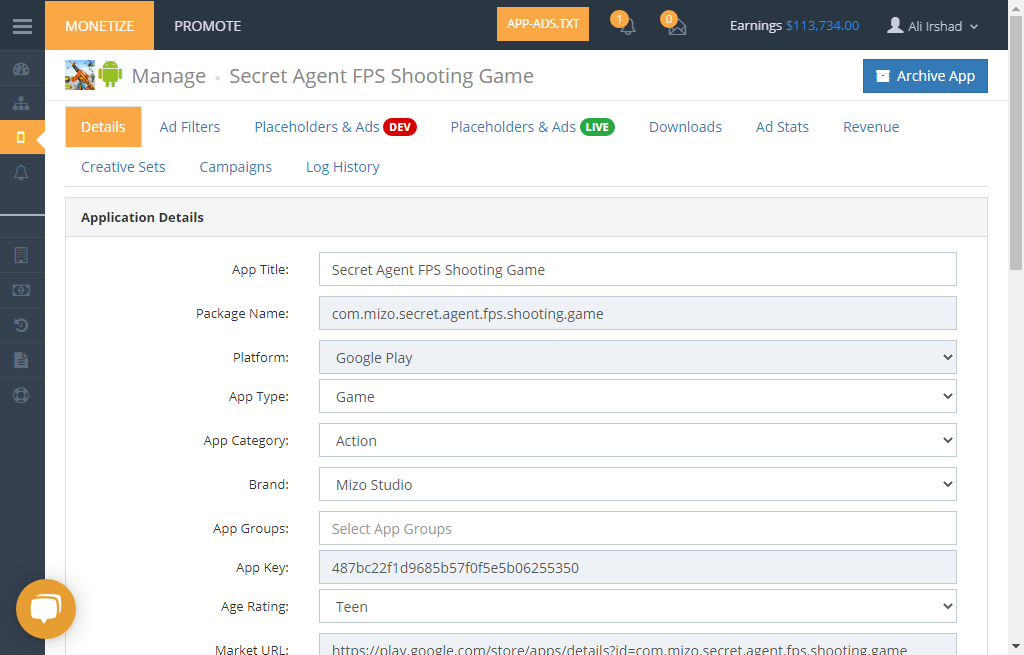 MONETIZE PROMOTE APP-ADS.TXT 1 0 Earnings $113,734.00 Ali Irshad
Manage • Secret Agent FPS Shooting Game Archive App
Details Ad Filters Placeholders & Ads DEV Placeholders & Ads LIVE Downloads Ad Stats Revenue
Creative Sets Campaigns Log History
Application Details
App Title: Secret Agent FPS Shooting Game
Package Name: com.mizo.secret.agent.fps.shooting.game
Platform: Google Play
App Type: Game
App Category: Action
Brand: Mizo Studio
App Groups: Select App Groups
App Key: 487bc22f1d9685b57f0f5e5b06255350
Age Rating: Teen
Market URL: https://play.google.com/store/apps/details?id=com.mizo.secret.agent.fps.shooting.game